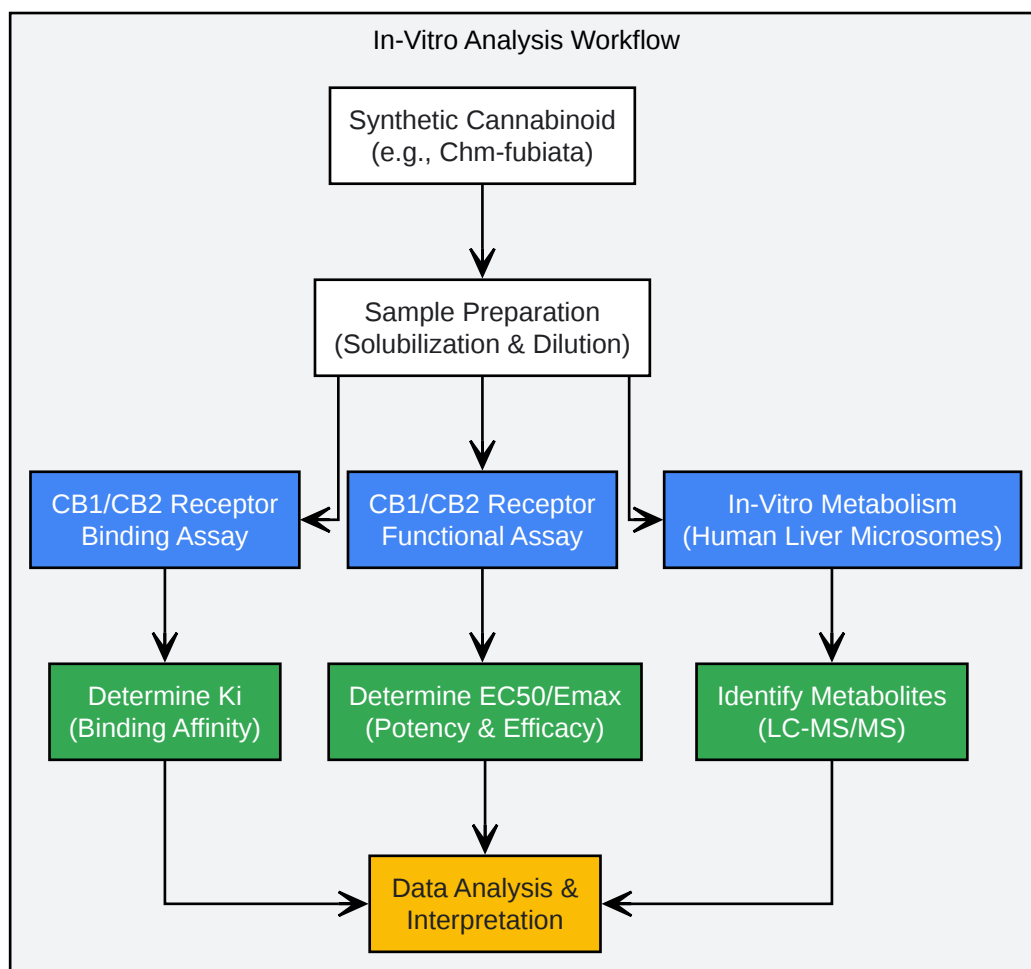 In-Vitro Analysis Workflow
Synthetic Cannabinoid
(e.g., Chm-fubiata)
Sample Preparation
(Solubilization & Dilution)
CB1/CB2 Receptor
Binding Assay
CB1/CB2 Receptor
Functional Assay
In-Vitro Metabolism
(Human Liver Microsomes)
Determine Ki
(Binding Affinity)
Determine EC50/Emax
(Potency & Efficacy)
Identify Metabolites
(LC-MS/MS)
Data Analysis &
Interpretation